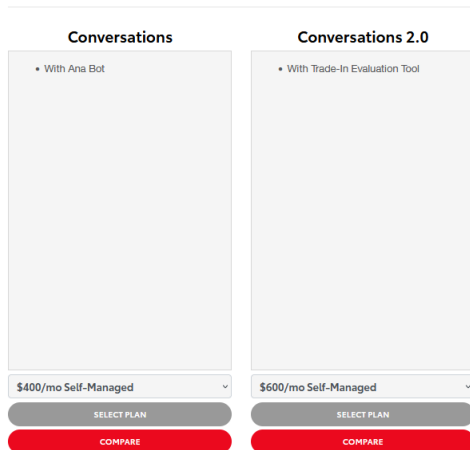 Conversations
• With Ana Bot
$400/mo Self-Managed
SELECT PLAN
COMPARE
Conversations 2.0
• With Trade-In Evaluation Tool
$600/mo Self-Managed
SELECT PLAN
COMPARE